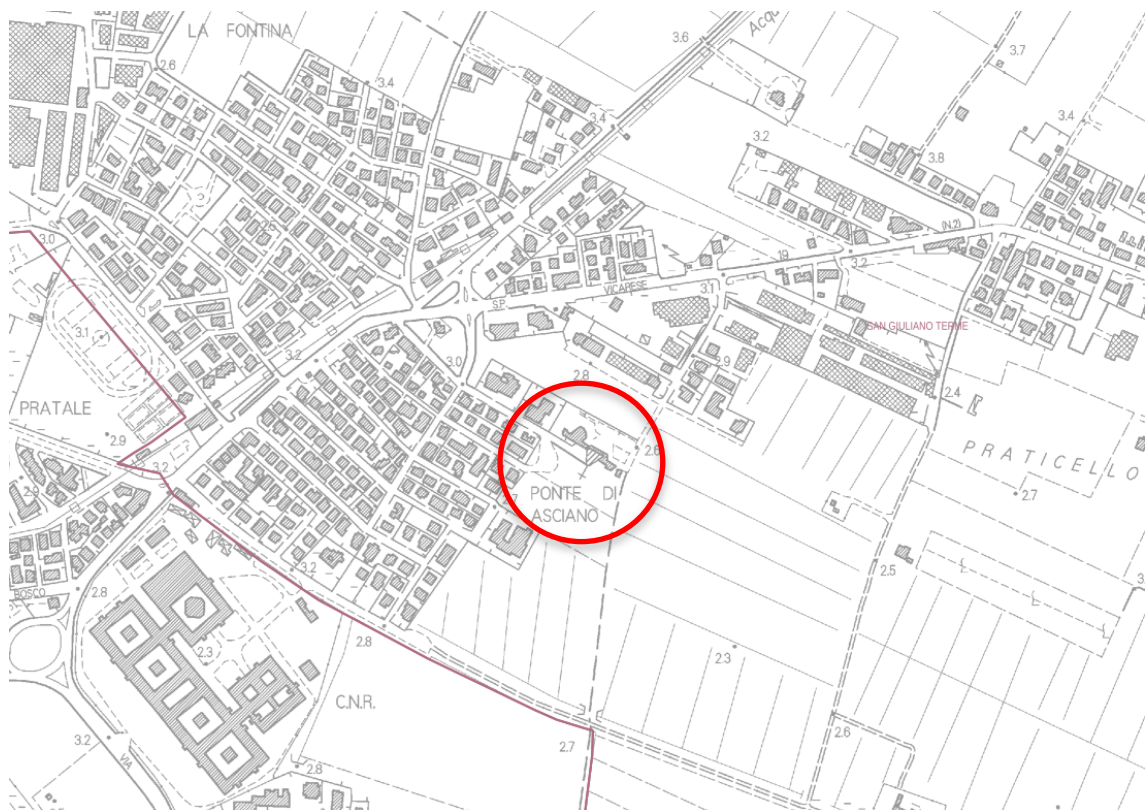 LA FONTINA
Acq
3.6
3.7
2.6
3.4
3.4
3.4
3.2
3.8
(N.2)
3.0
19
3.2
VICARESE
3.1
S.P.
SAN GIULIANO TERME
3.1
3.2
3.0
2.9
2.8
2.4
PRATALE
2.9
2.6
PRATICELLO
3.2
2.9
2.7
PONTE DI
ASCIANO
2.7
3.2
2.5
BOSCO
2.8
2.8
2.3
2.3
C.N.R.
2.6
3.2
2.7
VIA
2.8